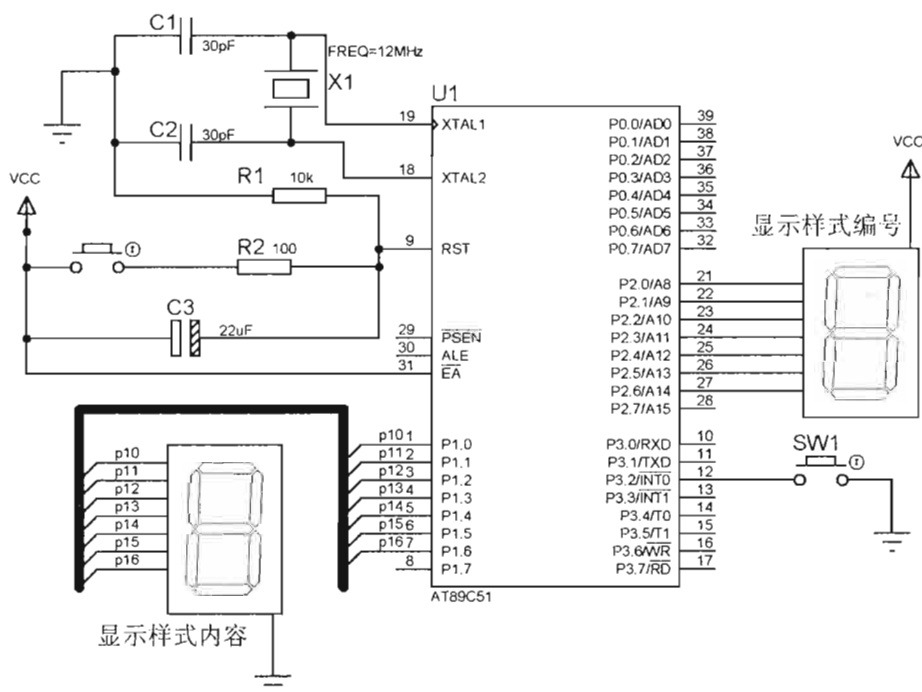 C1
30pF
FREQ=12MHz
X1
C2
30pF
R1
10k
VCC
R2
100
C3
22uF
U1
19
XTAL1
18
XTAL2
9
RST
29
PSEN
30
ALE
31
EA
p10
1
P1.0
p11
2
P1.1
p12
3
P1.2
p13
4
P1.3
p14
5
P1.4
p15
6
P1.5
p16
7
P1.6
8
P1.7
P0.0/AD0
39
P0.1/AD1
38
P0.2/AD2
37
P0.3/AD3
36
P0.4/AD4
35
P0.5/AD5
34
P0.6/AD6
33
P0.7/AD7
32
P2.0/A8
21
P2.1/A9
22
P2.2/A10
23
P2.3/A11
24
P2.4/A12
25
P2.5/A13
26
P2.6/A14
27
P2.7/A15
28
P3.0/RXD
10
P3.1/TXD
11
P3.2/INT0
12
P3.3/INT1
13
P3.4/T0
14
P3.5/T1
15
P3.6/WR
16
P3.7/RD
17
AT89C51
VCC
显示样式编号
SW1
p10
p11
p12
p13
p14
p15
p16
显示样式内容